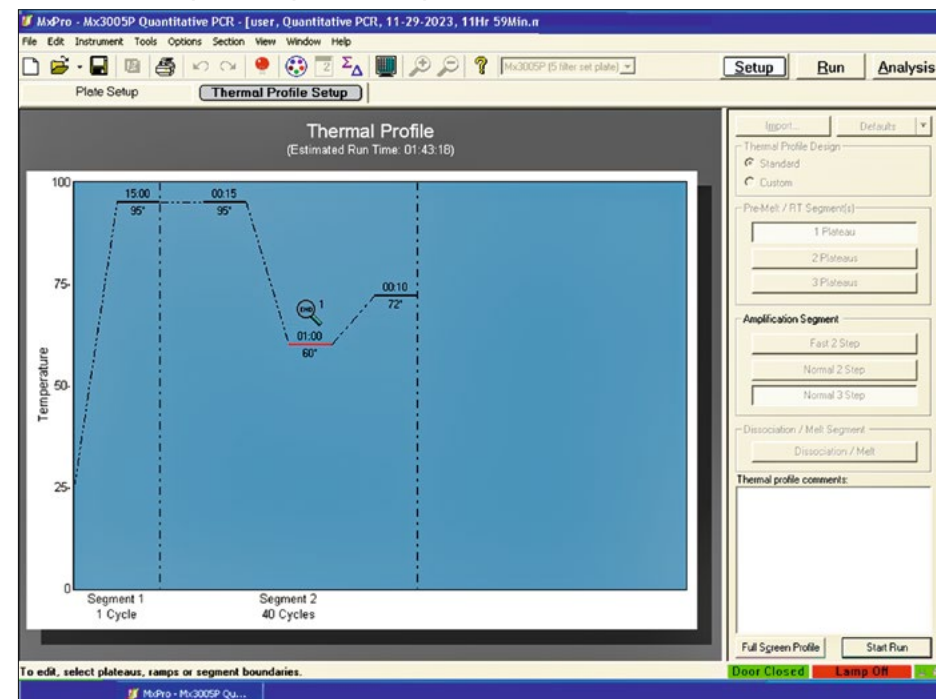 MxPro - Mx3005P Quantitative PCR - [user, Quantitative PCR, 11-29-2023, 11Hr 59Min.m
File Edit Instrument Tools Options Section View Window Help
Mx3005P (5 filter set plate)
Setup Run Analysis
Plate Setup Thermal Profile Setup
Thermal Profile
(Estimated Run Time: 01:43:18)
Import... Defaults
Thermal Profile Design
Standard
Custom
Pre-Melt / RT Segment(s)
1 Plateau
2 Plateaus
3 Plateaus
Amplification Segment
Fast 2 Step
Normal 2 Step
Normal 3 Step
Dissociation / Melt Segment
Dissociation / Melt
Thermal profile comments:
Full Screen Profile Start Run
100
75
50
25
0
Temperature
15:00
95°
00:15
95°
END 1
01:00
60°
00:10
72°
Segment 1
1 Cycle
Segment 2
40 Cycles
To edit, select plateaus, ramps or segment boundaries.
Door Closed Lamp Off
MxPro - Mx3005P Qu...